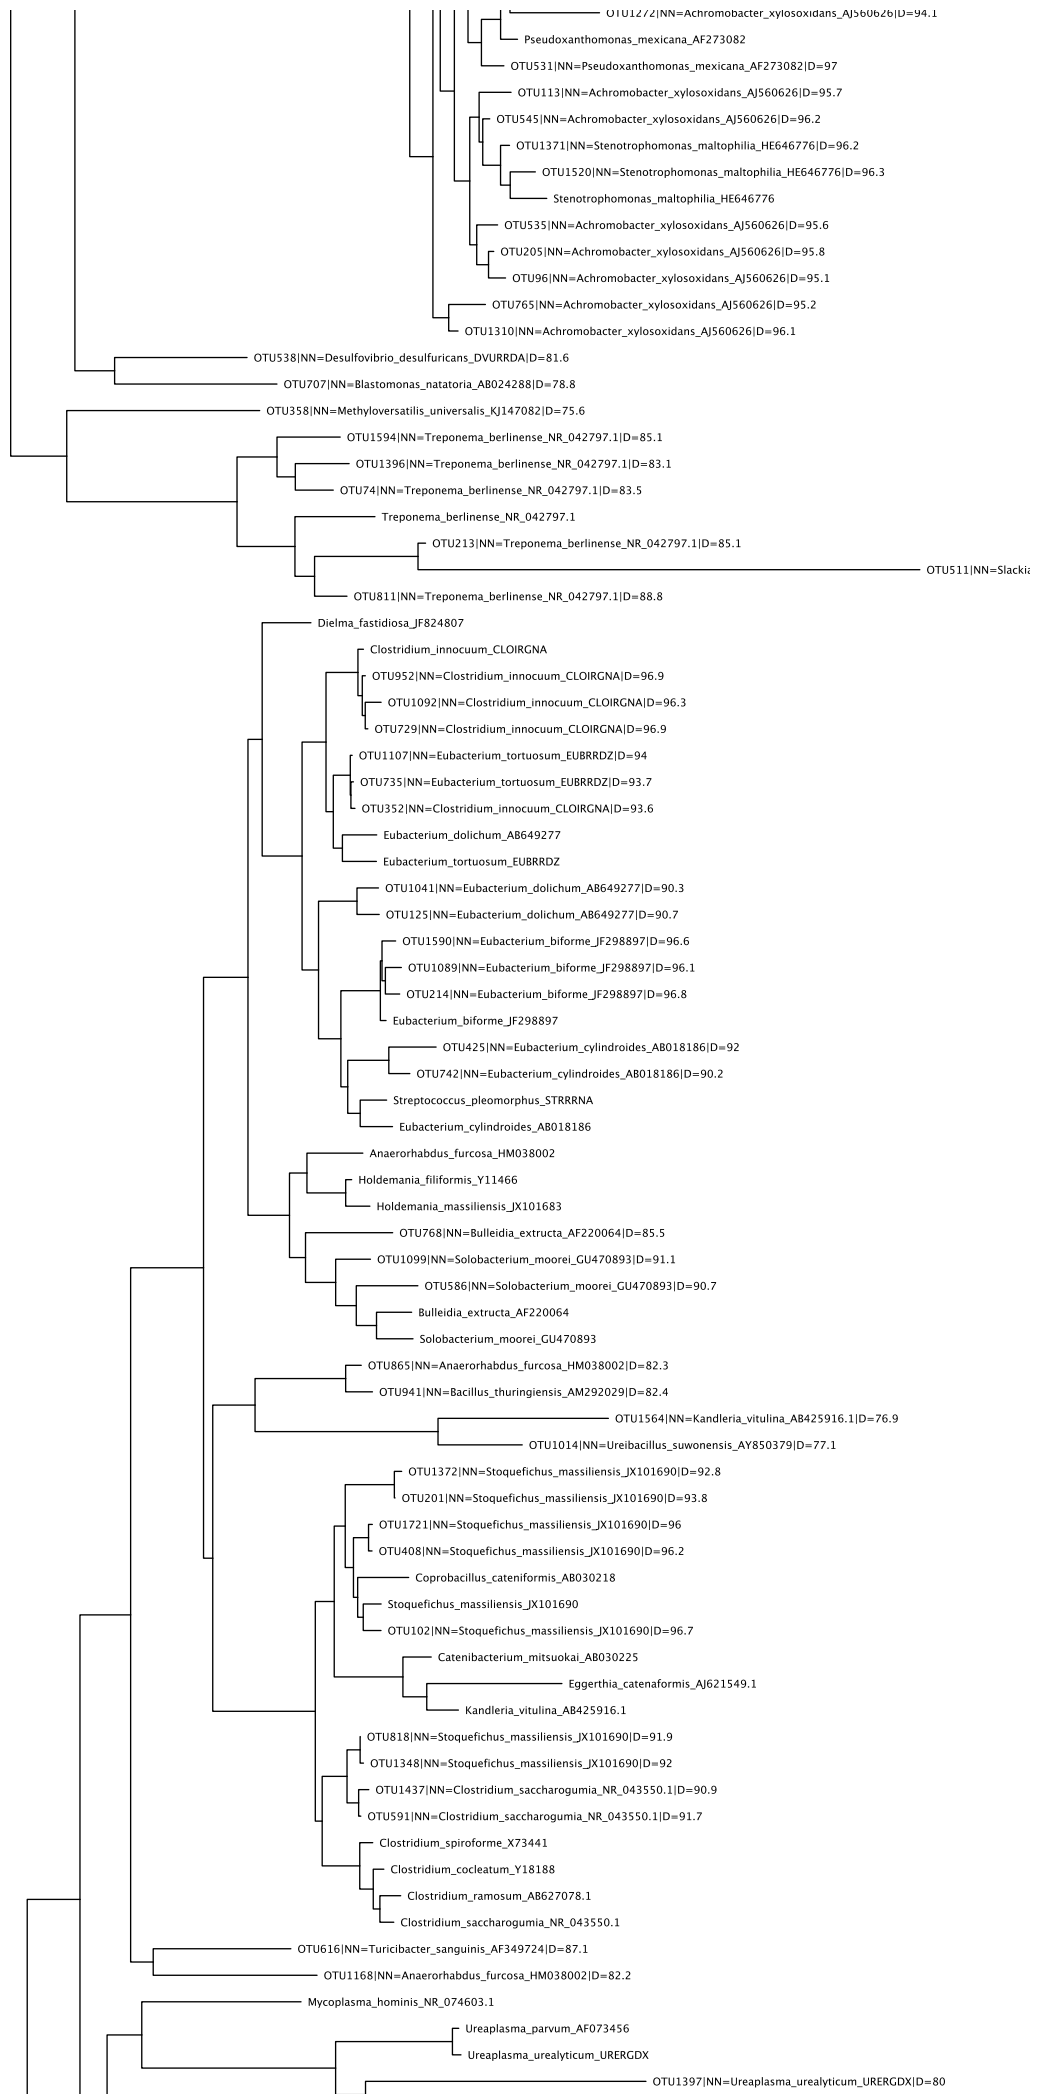 OTU1272|NN=Achromobacter_xylosoxidans_AJ560626|D=94.1
Pseudoxanthomonas_mexicana_AF273082
OTU531|NN=Pseudoxanthomonas_mexicana_AF273082|D=97
OTU113|NN=Achromobacter_xylosoxidans_AJ560626|D=95.7
OTU545|NN=Achromobacter_xylosoxidans_AJ560626|D=96.2
OTU1371|NN=Stenotrophomonas_maltophilia_HE646776|D=96.2
OTU1520|NN=Stenotrophomonas_maltophilia_HE646776|D=96.3
Stenotrophomonas_maltophilia_HE646776
OTU535|NN=Achromobacter_xylosoxidans_AJ560626|D=95.6
OTU205|NN=Achromobacter_xylosoxidans_AJ560626|D=95.8
OTU96|NN=Achromobacter_xylosoxidans_AJ560626|D=95.1
OTU765|NN=Achromobacter_xylosoxidans_AJ560626|D=95.2
OTU1310|NN=Achromobacter_xylosoxidans_AJ560626|D=96.1
OTU538|NN=Desulfovibrio_desulfuricans_DVURRDA|D=81.6
OTU707|NN=Blastomonas_natatoria_AB024288|D=78.8
OTU358|NN=Methyloversatilis_universalis_KJ147082|D=75.6
OTU1594|NN=Treponema_berlinense_NR_042797.1|D=85.1
OTU1396|NN=Treponema_berlinense_NR_042797.1|D=83.1
OTU74|NN=Treponema_berlinense_NR_042797.1|D=83.5
Treponema_berlinense_NR_042797.1
OTU213|NN=Treponema_berlinense_NR_042797.1|D=85.1
OTU511|NN=Slackia
OTU811|NN=Treponema_berlinense_NR_042797.1|D=88.8
Dielma_fastidiosa_JF824807
Clostridium_innocuum_CLOIRGNA
OTU952|NN=Clostridium_innocuum_CLOIRGNA|D=96.9
OTU1092|NN=Clostridium_innocuum_CLOIRGNA|D=96.3
OTU729|NN=Clostridium_innocuum_CLOIRGNA|D=96.9
OTU1107|NN=Eubacterium_tortuosum_EUBRRDZ|D=94
OTU735|NN=Eubacterium_tortuosum_EUBRRDZ|D=93.7
OTU352|NN=Clostridium_innocuum_CLOIRGNA|D=93.6
Eubacterium_dolichum_AB649277
Eubacterium_tortuosum_EUBRRDZ
OTU1041|NN=Eubacterium_dolichum_AB649277|D=90.3
OTU125|NN=Eubacterium_dolichum_AB649277|D=90.7
OTU1590|NN=Eubacterium_biforme_JF298897|D=96.6
OTU1089|NN=Eubacterium_biforme_JF298897|D=96.1
OTU214|NN=Eubacterium_biforme_JF298897|D=96.8
Eubacterium_biforme_JF298897
OTU425|NN=Eubacterium_cylindroides_AB018186|D=92
OTU742|NN=Eubacterium_cylindroides_AB018186|D=90.2
Streptococcus_pleomorphus_STRRRNA
Eubacterium_cylindroides_AB018186
Anaerorhabdus_furcosa_HM038002
Holdemania_filiformis_Y11466
Holdemania_massiliensis_JX101683
OTU768|NN=Bulleidia_extructa_AF220064|D=85.5
OTU1099|NN=Solobacterium_moorei_GU470893|D=91.1
OTU586|NN=Solobacterium_moorei_GU470893|D=90.7
Bulleidia_extructa_AF220064
Solobacterium_moorei_GU470893
OTU865|NN=Anaerorhabdus_furcosa_HM038002|D=82.3
OTU941|NN=Bacillus_thuringiensis_AM292029|D=82.4
OTU1564|NN=Kandleria_vitulina_AB425916.1|D=76.9
OTU1014|NN=Ureibacillus_suwonensis_AY850379|D=77.1
OTU1372|NN=Stoquefichus_massiliensis_JX101690|D=92.8
OTU201|NN=Stoquefichus_massiliensis_JX101690|D=93.8
OTU1721|NN=Stoquefichus_massiliensis_JX101690|D=96
OTU408|NN=Stoquefichus_massiliensis_JX101690|D=96.2
Coprobacillus_cateniformis_AB030218
Stoquefichus_massiliensis_JX101690
OTU102|NN=Stoquefichus_massiliensis_JX101690|D=96.7
Catenibacterium_mitsuokai_AB030225
Eggerthia_catenaformis_AJ621549.1
Kandleria_vitulina_AB425916.1
OTU818|NN=Stoquefichus_massiliensis_JX101690|D=91.9
OTU1348|NN=Stoquefichus_massiliensis_JX101690|D=92
OTU1437|NN=Clostridium_saccharogumia_NR_043550.1|D=90.9
OTU591|NN=Clostridium_saccharogumia_NR_043550.1|D=91.7
Clostridium_spiroforme_X73441
Clostridium_cocleatum_Y18188
Clostridium_ramosum_AB627078.1
Clostridium_saccharogumia_NR_043550.1
OTU616|NN=Turicibacter_sanguinis_AF349724|D=87.1
OTU1168|NN=Anaerorhabdus_furcosa_HM038002|D=82.2
Mycoplasma_hominis_NR_074603.1
Ureaplasma_parvum_AF073456
Ureaplasma_urealyticum_URERGDX
OTU1397|NN=Ureaplasma_urealyticum_URERGDX|D=80